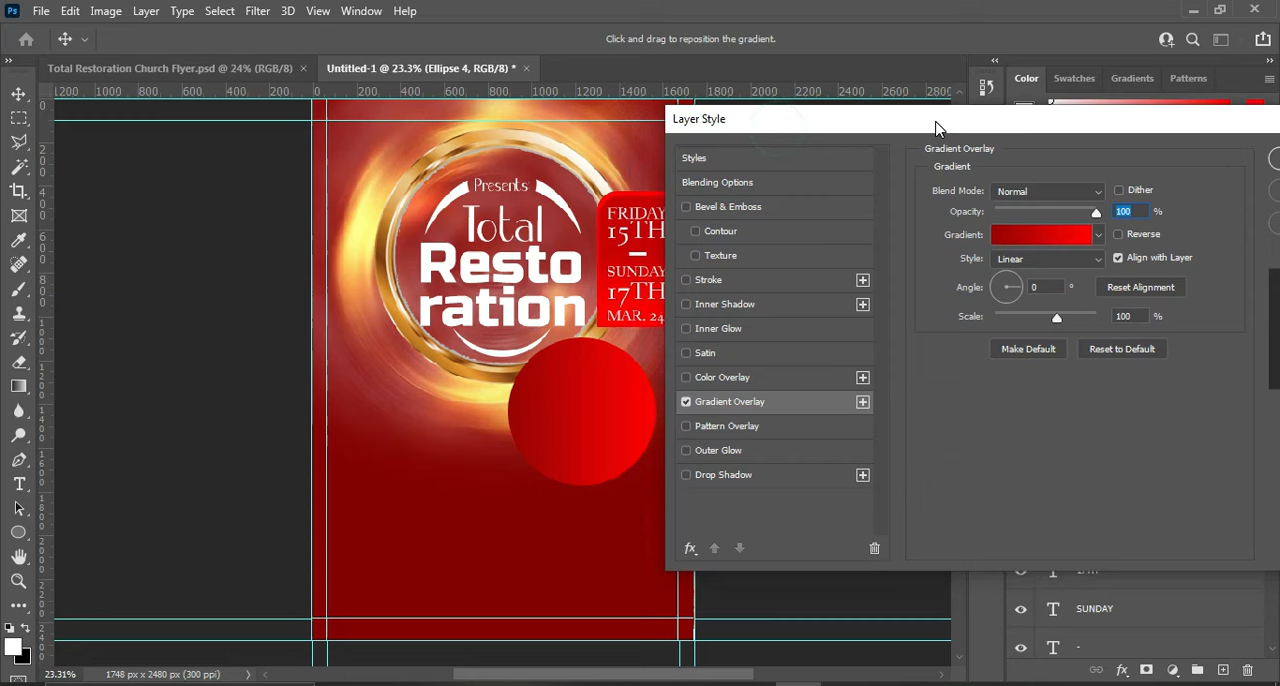 Ps File Edit Image Layer Type Select Filter 3D View Window Help
Click and drag to reposition the gradient.
Total Restoration Church Flyer.psd @ 24% (RGB/8) × Untitled-1 @ 23.3% (Ellipse 4, RGB/8) * ×
Color Swatches Gradients Patterns
1200 1000 800 600 400 200 0 200 400 600 800 1000 1200 1400 1600 1800 2000 2200 2400 2600 2800
Layer Style
Styles
Blending Options
Bevel & Emboss
Contour
Texture
Stroke
Inner Shadow
Inner Glow
Satin
Color Overlay
Gradient Overlay
Pattern Overlay
Outer Glow
Drop Shadow
fx
Gradient Overlay
Gradient
Blend Mode: Normal Dither
Opacity: 100 %
Gradient: Reverse
Style: Linear Align with Layer
Angle: 0 ° Reset Alignment
Scale: 100 %
Make Default Reset to Default
Presents
Total
Resto
ration
FRIDAY
15TH
SUNDAY
17TH
MAR. 24
T SUNDAY
T -
fx
23.31% 1748 px x 2480 px (300 ppi)